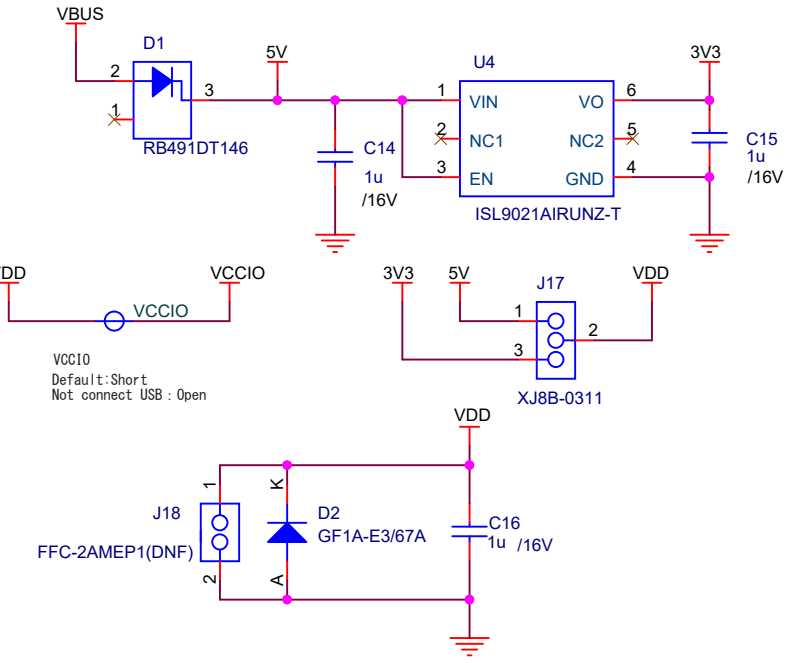 VBUS
D1
5V
U4
3V3
2
3
1
RB491DT146
C14
1u
/16V
1
VIN
VO
6
2
NC1
NC2
5
3
EN
GND
4
ISL9021AIRUNZ-T
C15
1u
/16V
VDD
VCCIO
VCCIO
VCCIO
Default:Short
Not connect USB : Open
3V3
5V
J17
VDD
1
2
3
XJ8B-0311
VDD
1
K
J18
D2
C16
FFC-2AMEP1(DNF)
GF1A-E3/67A
1u /16V
2
A